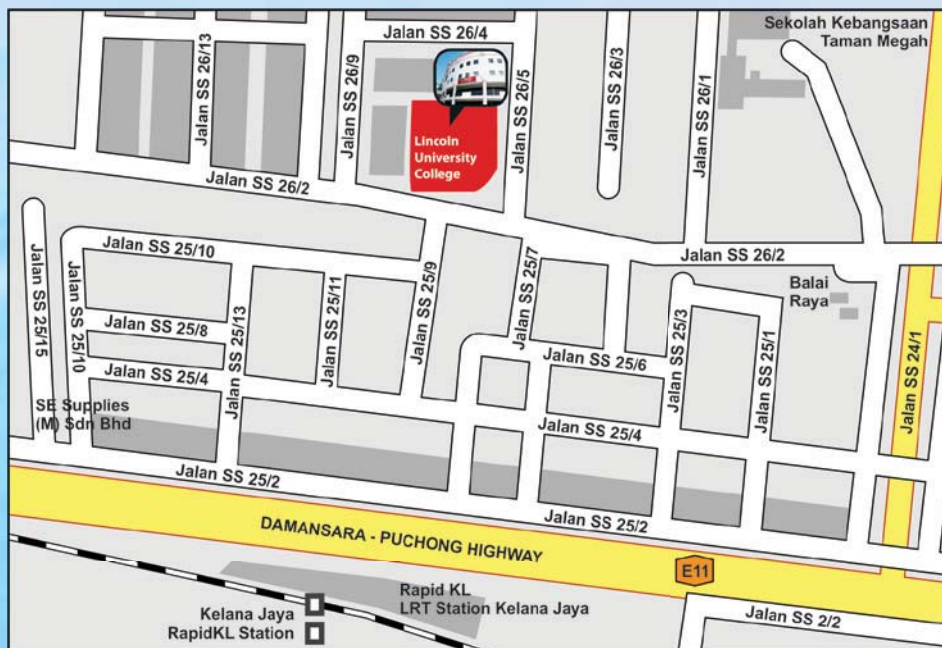 Jalan SS 26/4
Sekolah Kebangsaan
Taman Megah
Jalan SS 26/13
Jalan SS 26/9
Jalan SS 26/5
Jalan SS 26/3
Jalan SS 26/1
Lincoln
University
College
Jalan SS 26/2
Jalan SS 25/10
Jalan SS 25/9
Jalan SS 25/7
Jalan SS 26/2
Jalan SS 25/15
Jalan SS 25/10
Jalan SS 25/8
Jalan SS 25/13
Jalan SS 25/11
Balai
Raya
Jalan SS 25/3
Jalan SS 25/1
Jalan SS 24/1
Jalan SS 25/6
Jalan SS 25/4
SE Supplies
(M) Sdn Bhd
Jalan SS 25/4
Jalan SS 25/2
Jalan SS 25/2
DAMANSARA - PUCHONG HIGHWAY
E11
Rapid KL
LRT Station Kelana Jaya
Kelana Jaya
RapidKL Station
Jalan SS 2/2